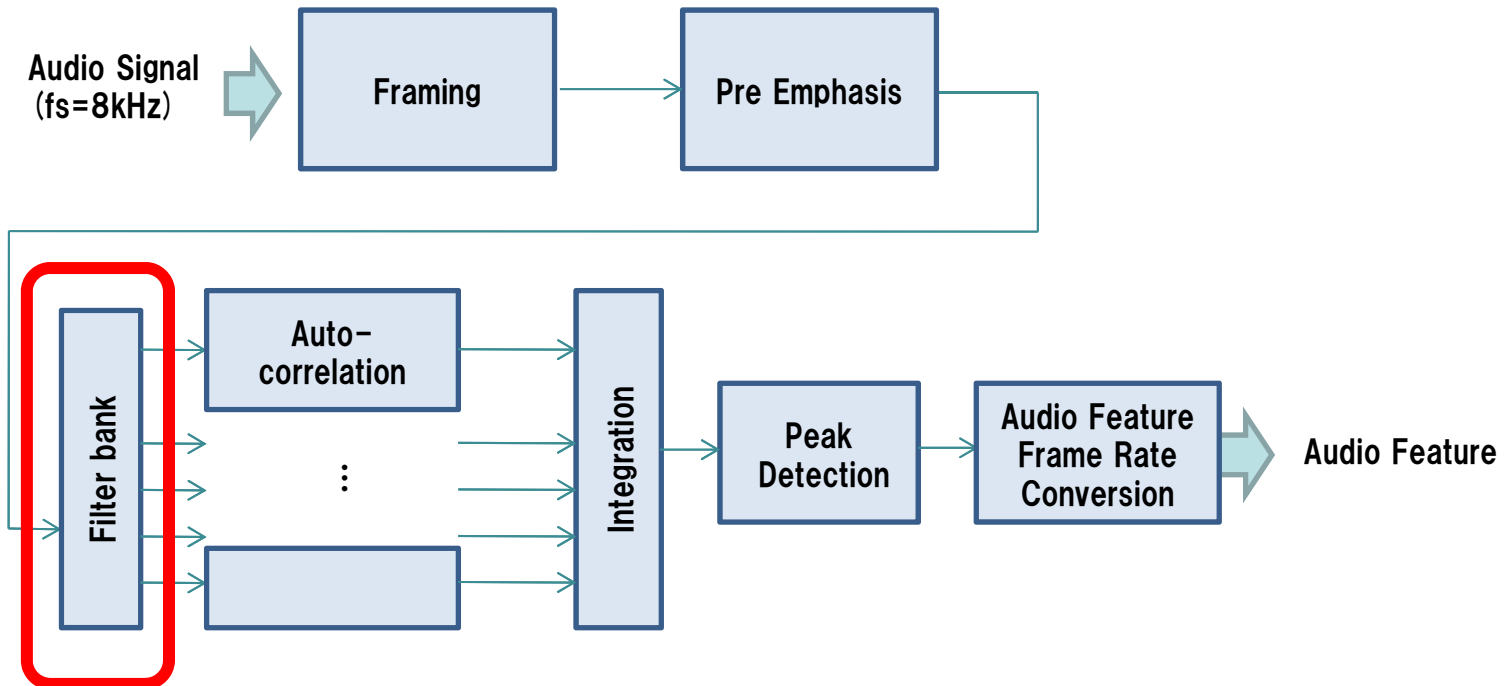 Audio Signal
(fs=8kHz)
Framing
Pre Emphasis
Filter bank
Auto-
correlation
...
Integration
Peak
Detection
Audio Feature
Frame Rate
Conversion
Audio Feature